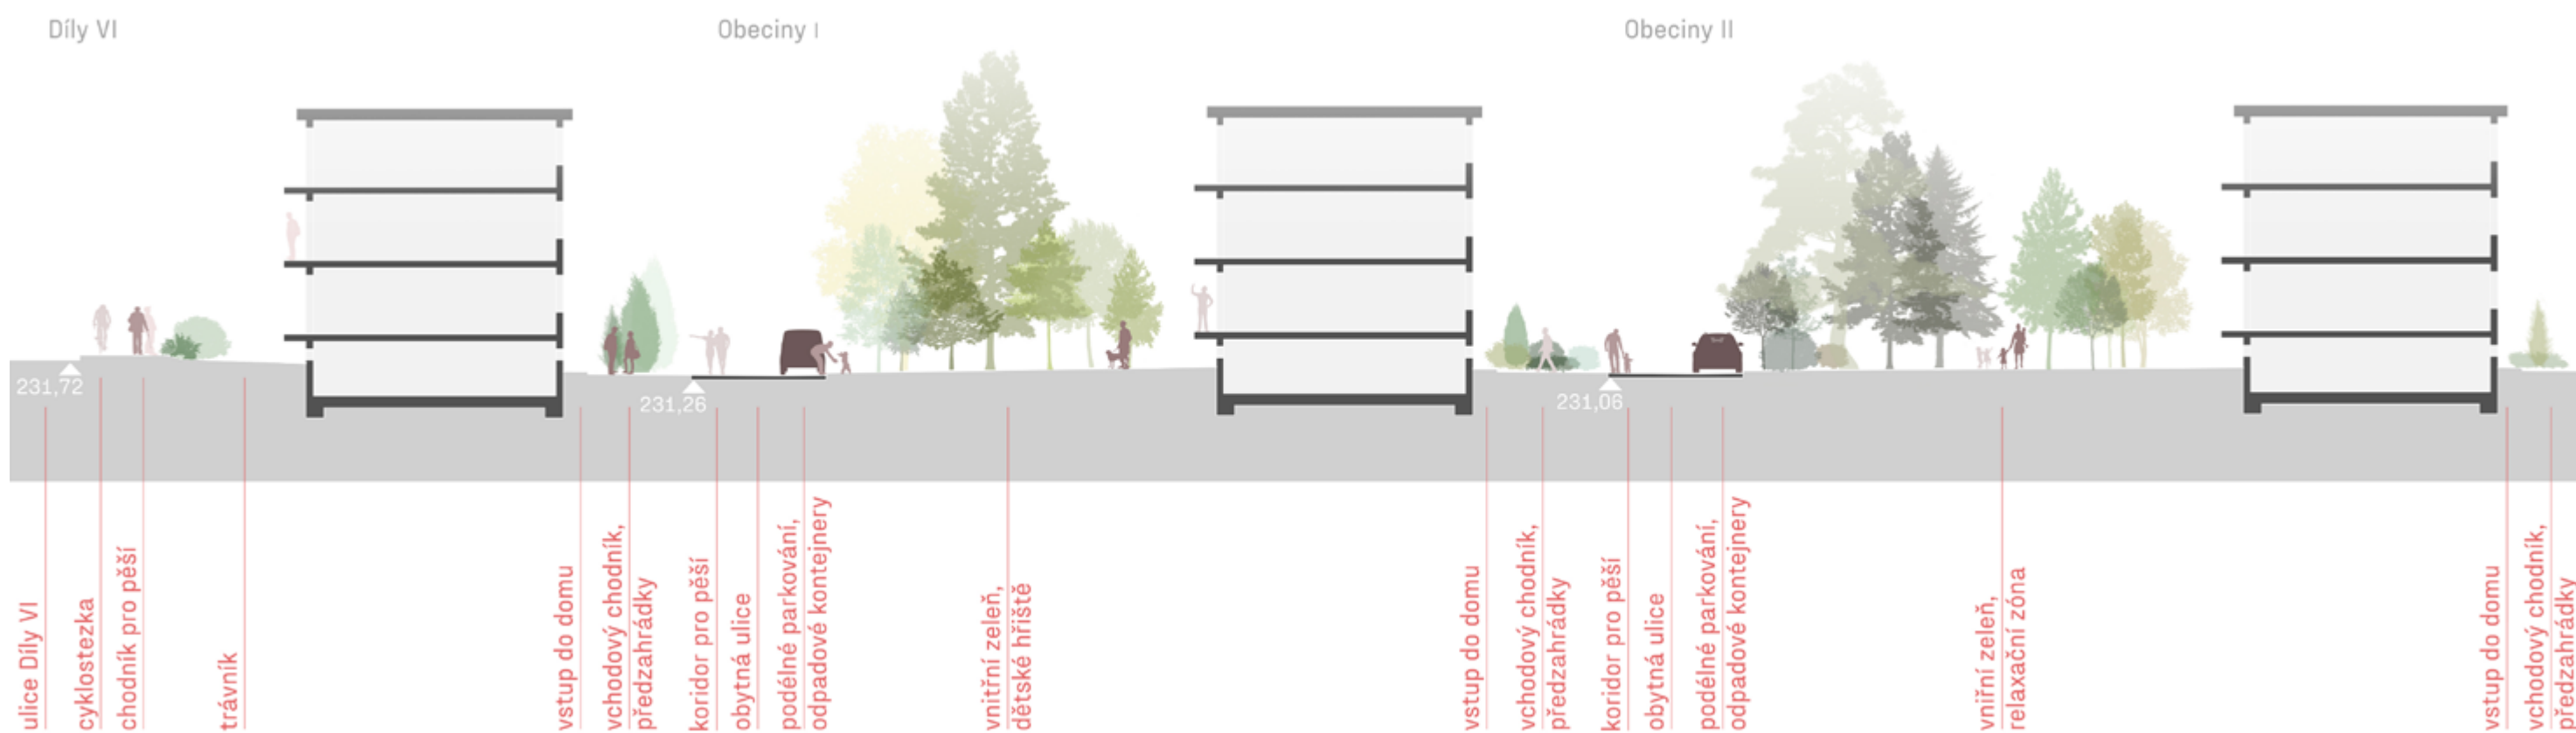 Díly VI
Obeciny I
Obeciny II
231,72
231,26
231,06
ulice Díly VI
cyklostezka
chodník pro pěší
trávník
vstup do domu
vchodový chodník,
předzahrádky
koridor pro pěší
obytná ulice
podélné parkování,
odpadové kontejnery
vnitřní zeleň,
dětské hřiště
vstup do domu
vchodový chodník,
předzahrádky
koridor pro pěší
obytná ulice
podélné parkování,
odpadové kontejnery
vniřní zeleň,
relaxační zóna
vstup do domu
vchodový chodník,
předzahrádky